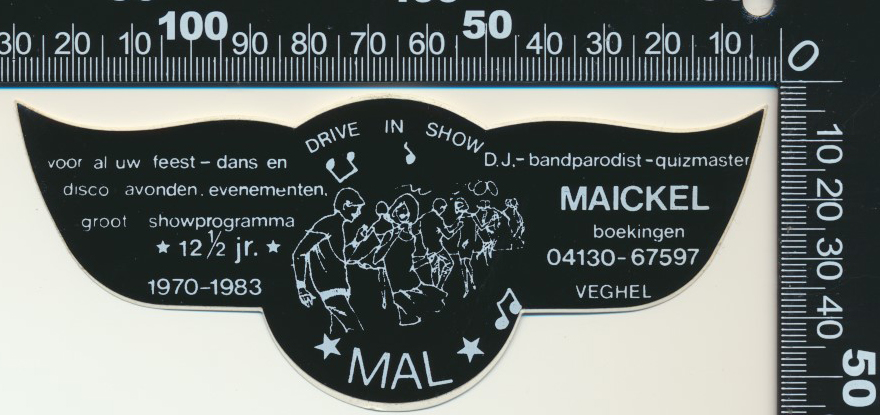 30 20 10 100 90 80 70 60 50 40 30 20 10 0
10 20 30 40 50
DRIVE IN SHOW
voor al uw feest - dans en
disco avonden. evenementen,
groot showprogramma
★ 12½ jr. ★
1970-1983
D.J.- bandparodist - quizmaster
MAICKEL
boekingen
04130-67597
VEGHEL
★ MAL ★